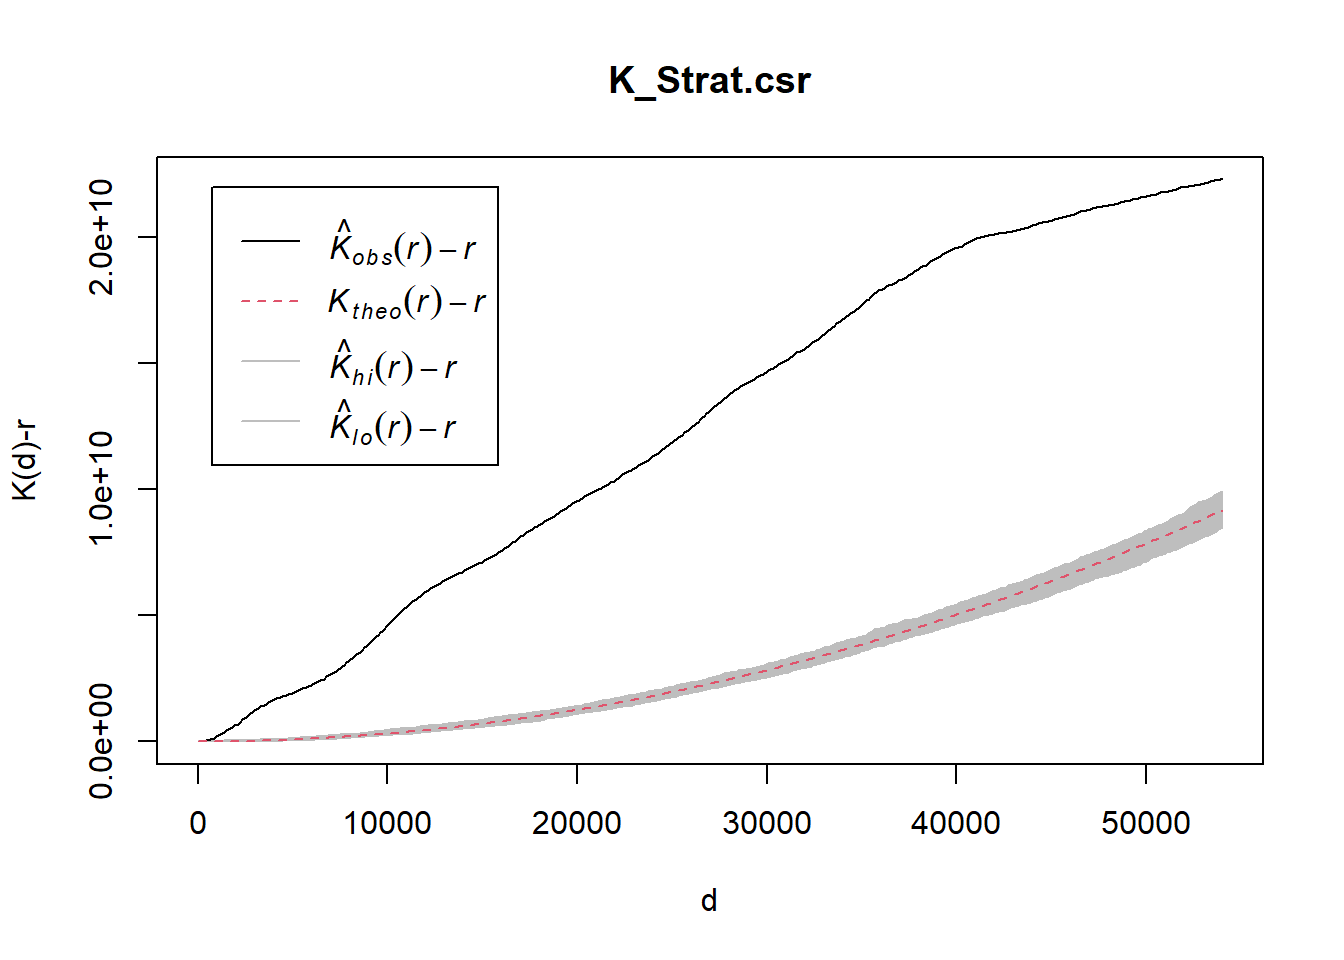 K_Strat.csr
K̂obs(r) − r
Ktheo(r) − r
K̂hi(r) − r
K̂lo(r) − r
K(d)-r
2.0e+10
1.0e+10
0.0e+00
0 10000 20000 30000 40000 50000
d